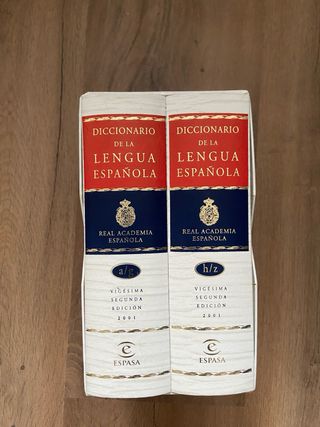 DICCIONARIO
DE LA
LENGUA
ESPAÑOLA
REAL ACADEMIA
ESPAÑOLA
a/g
VIGÉSIMA
SEGUNDA
EDICIÓN
2001
e
ESPASA
DICCIONARIO
DE LA
LENGUA
ESPAÑOLA
REAL ACADEMIA
ESPAÑOLA
h/z
VIGÉSIMA
SEGUNDA
EDICIÓN
2001
e
ESPASA